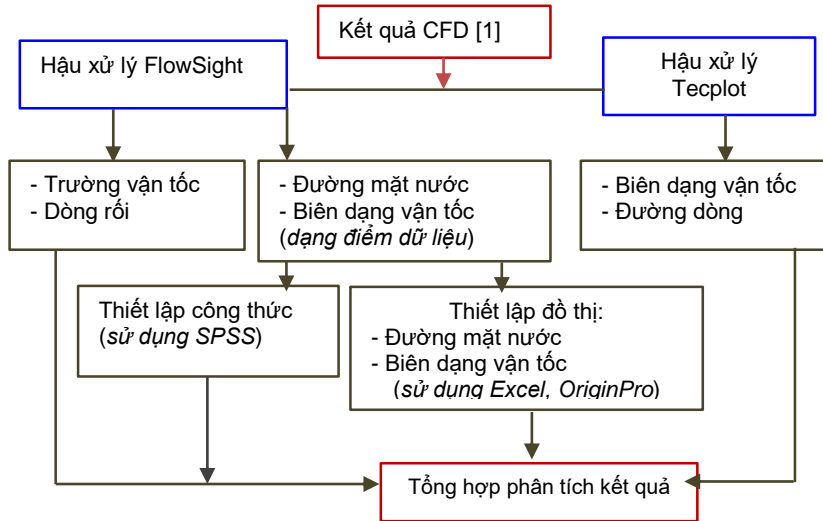 Kết quả CFD [1]
Hậu xử lý FlowSight
Hậu xử lý
Tecplot
- Trường vận tốc
- Dòng rối
- Đường mặt nước
- Biên dạng vận tốc
(dạng điểm dữ liệu)
- Biên dạng vận tốc
- Đường dòng
Thiết lập công thức
(sử dụng SPSS)
Thiết lập đồ thị:
- Đường mặt nước
- Biên dạng vận tốc
(sử dụng Excel, OriginPro)
Tổng hợp phân tích kết quả